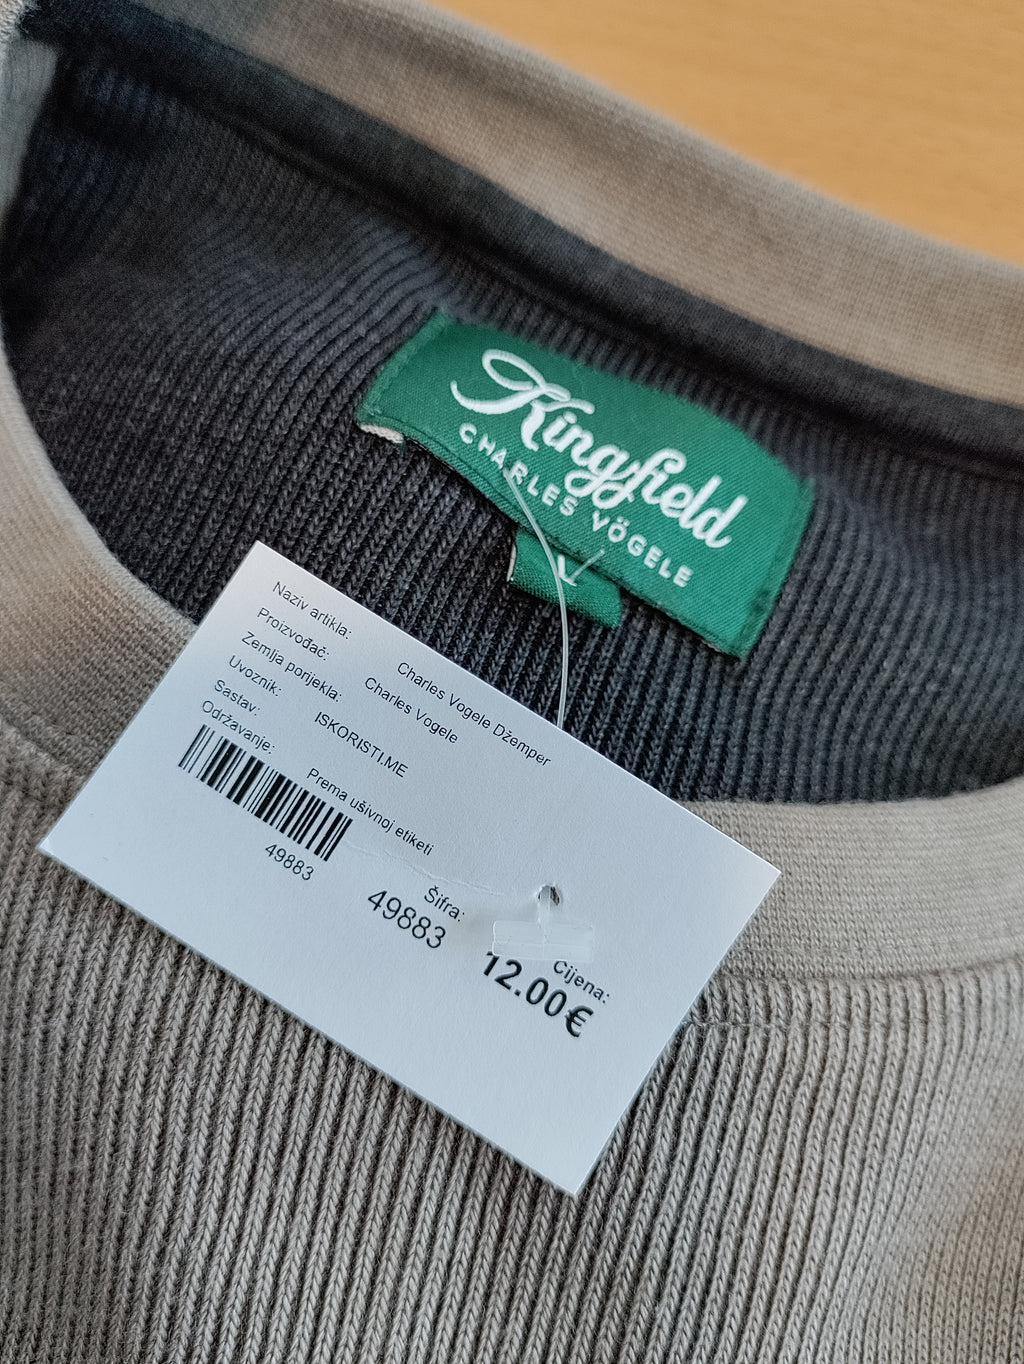 Kingfield
CHARLES VÖGELE
Naziv artikla: Charles Vogele Džemper
Proizvođač: Charles Vogele
Zemlja porijekla:
Uvoznik: ISKORISTI.ME
Sastav:
Održavanje: Prema ušivnoj etiketi
49883
Šifra:
49883
Cijena:
12.00€